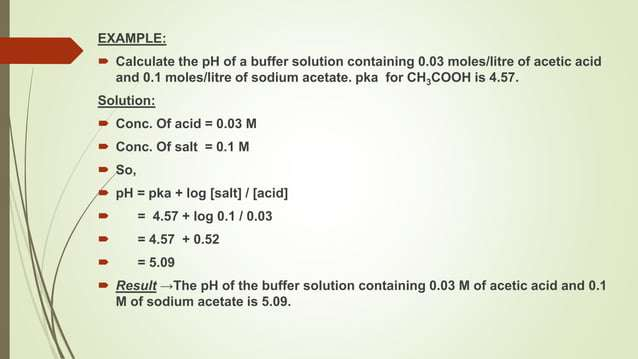 EXAMPLE:
Calculate the pH of a buffer solution containing 0.03 moles/litre of acetic acid
and 0.1 moles/litre of sodium acetate. pka for CH₃COOH is 4.57.
Solution:
Conc. Of acid = 0.03 M
Conc. Of salt = 0.1 M
So,
pH = pka + log [salt] / [acid]
= 4.57 + log 0.1 / 0.03
= 4.57 + 0.52
= 5.09
Result →The pH of the buffer solution containing 0.03 M of acetic acid and 0.1
M of sodium acetate is 5.09.